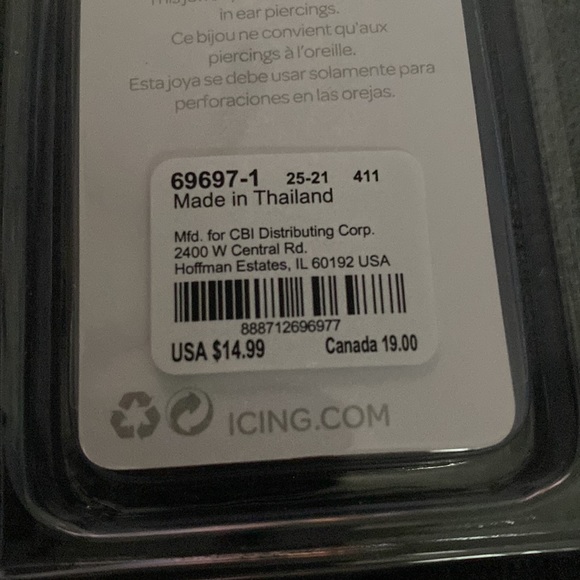 in ear piercings.
Ce bijou ne convient qu'aux
piercings à l'oreille.
Esta joya se debe usar solamente para
perforaciones en las orejas.
69697-1 25-21 411
Made in Thailand
Mfd. for CBI Distributing Corp.
2400 W Central Rd.
Hoffman Estates, IL 60192 USA
888712696977
USA $14.99 Canada 19.00
ICING.COM